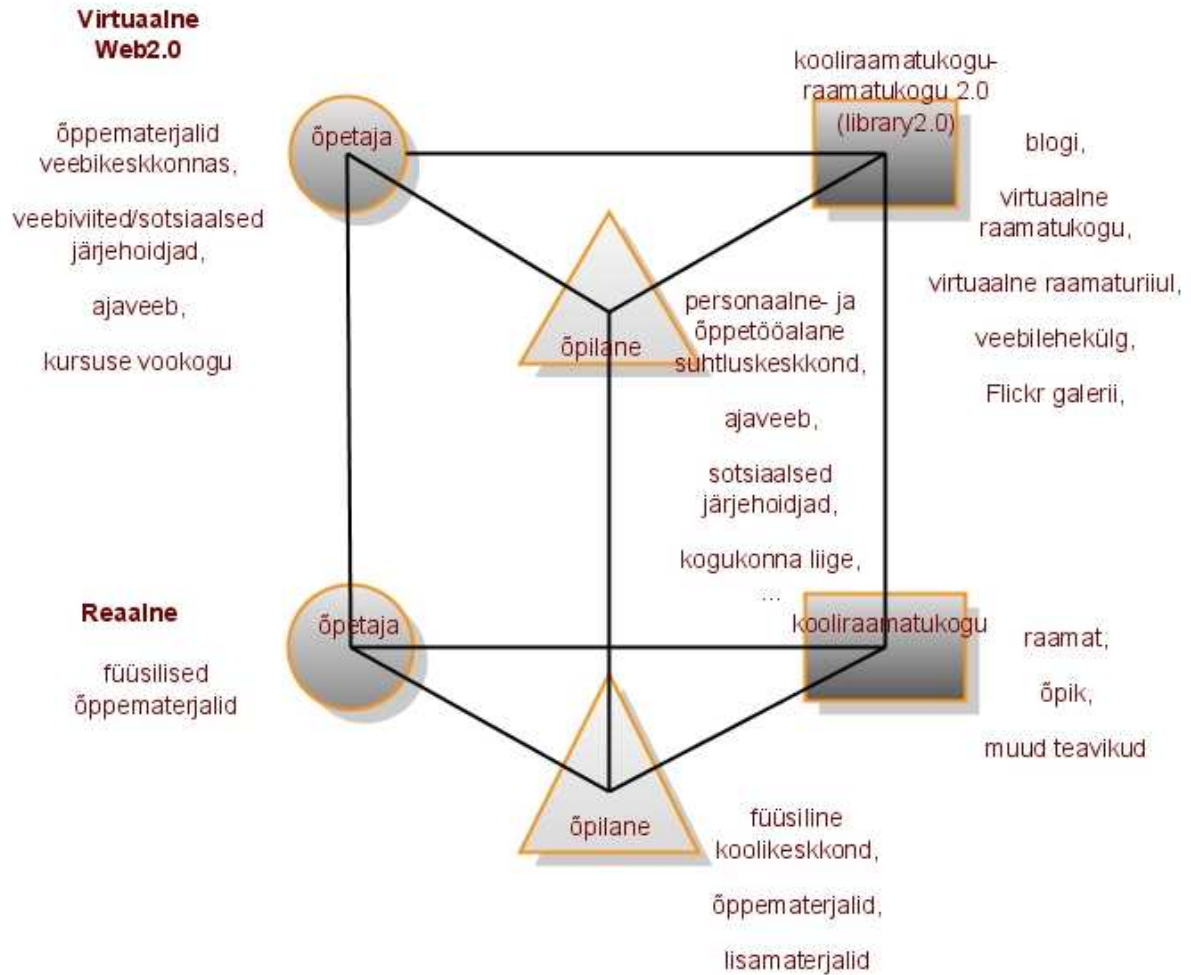 Virtuaalne
Web2.0
õppematerjalid
veebikeskkonnas,
veebiviited/sotsiaalsed
järjehoidjad,
ajaveeb,
kursuse vookogu
õpetaja
kooliraamatukogu-
raamatukogu 2.0
(library2.0)
blogi,
virtuaalne
raamatukogu,
virtuaalne raamaturiiul,
veebilehekülg,
Flickr galerii,
õpilane
personaalne- ja
õppetööalane
suhtluskeskkond,
ajaveeb,
sotsiaalsed
järjehoidjad,
kogukonna liige,
...
Reaalne
füüsilised
õppematerjalid
õpetaja
kooliraamatukogu
raamat,
õpik,
muud teavikud
õpilane
füüsiline
koolikeskkond,
õppematerjalid,
lisamaterjalid